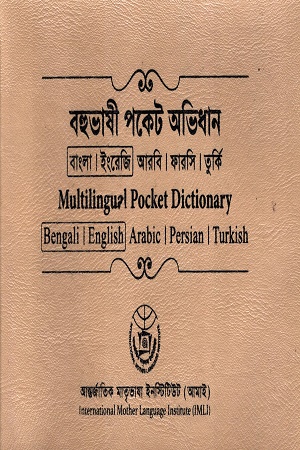 বহুভাষী পকেট অভিধান
বাংলা | ইংরেজি আরবি | ফারসি | তুর্কি
Multilingual Pocket Dictionary
Bengali | English Arabic | Persian | Turkish
আন্তর্জাতিক মাতৃভাষা ইনস্টিটিউট (আমাই)
International Mother Language Institute (IMLI)